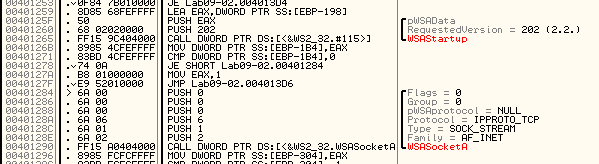 00401253 .˅0F84 7B010000 JE Lab09-02.004013D4
00401259 . 8D85 68FEFFFF LEA EAX,DWORD PTR SS:[EBP-198]
0040125F . 50 PUSH EAX pWSAData
00401260 . 68 02020000 PUSH 202 RequestedVersion = 202 (2.2.)
00401265 . FF15 9C404000 CALL DWORD PTR DS:[<&WS2_32.#115>] WSAStartup
0040126B . 8985 4CFEFFFF MOV DWORD PTR SS:[EBP-1B4],EAX
00401271 . 83BD 4CFEFFFF CMP DWORD PTR SS:[EBP-1B4],0
00401278 .˅74 0A JE SHORT Lab09-02.00401284
0040127A . B8 01000000 MOV EAX,1
0040127F .˅E9 52010000 JMP Lab09-02.004013D6
00401284 > 6A 00 PUSH 0 Flags = 0
00401286 . 6A 00 PUSH 0 Group = 0
00401288 . 6A 00 PUSH 0 pWSAprotocol = NULL
0040128A . 6A 06 PUSH 6 Protocol = IPPROTO_TCP
0040128C . 6A 01 PUSH 1 Type = SOCK_STREAM
0040128E . 6A 02 PUSH 2 Family = AF_INET
00401290 . FF15 A0404000 CALL DWORD PTR DS:[<&WS2_32.WSASocketA WSASocketA
00401296 . 8985 FCFCFFFF MOV DWORD PTR SS:[EBP-304],EAX